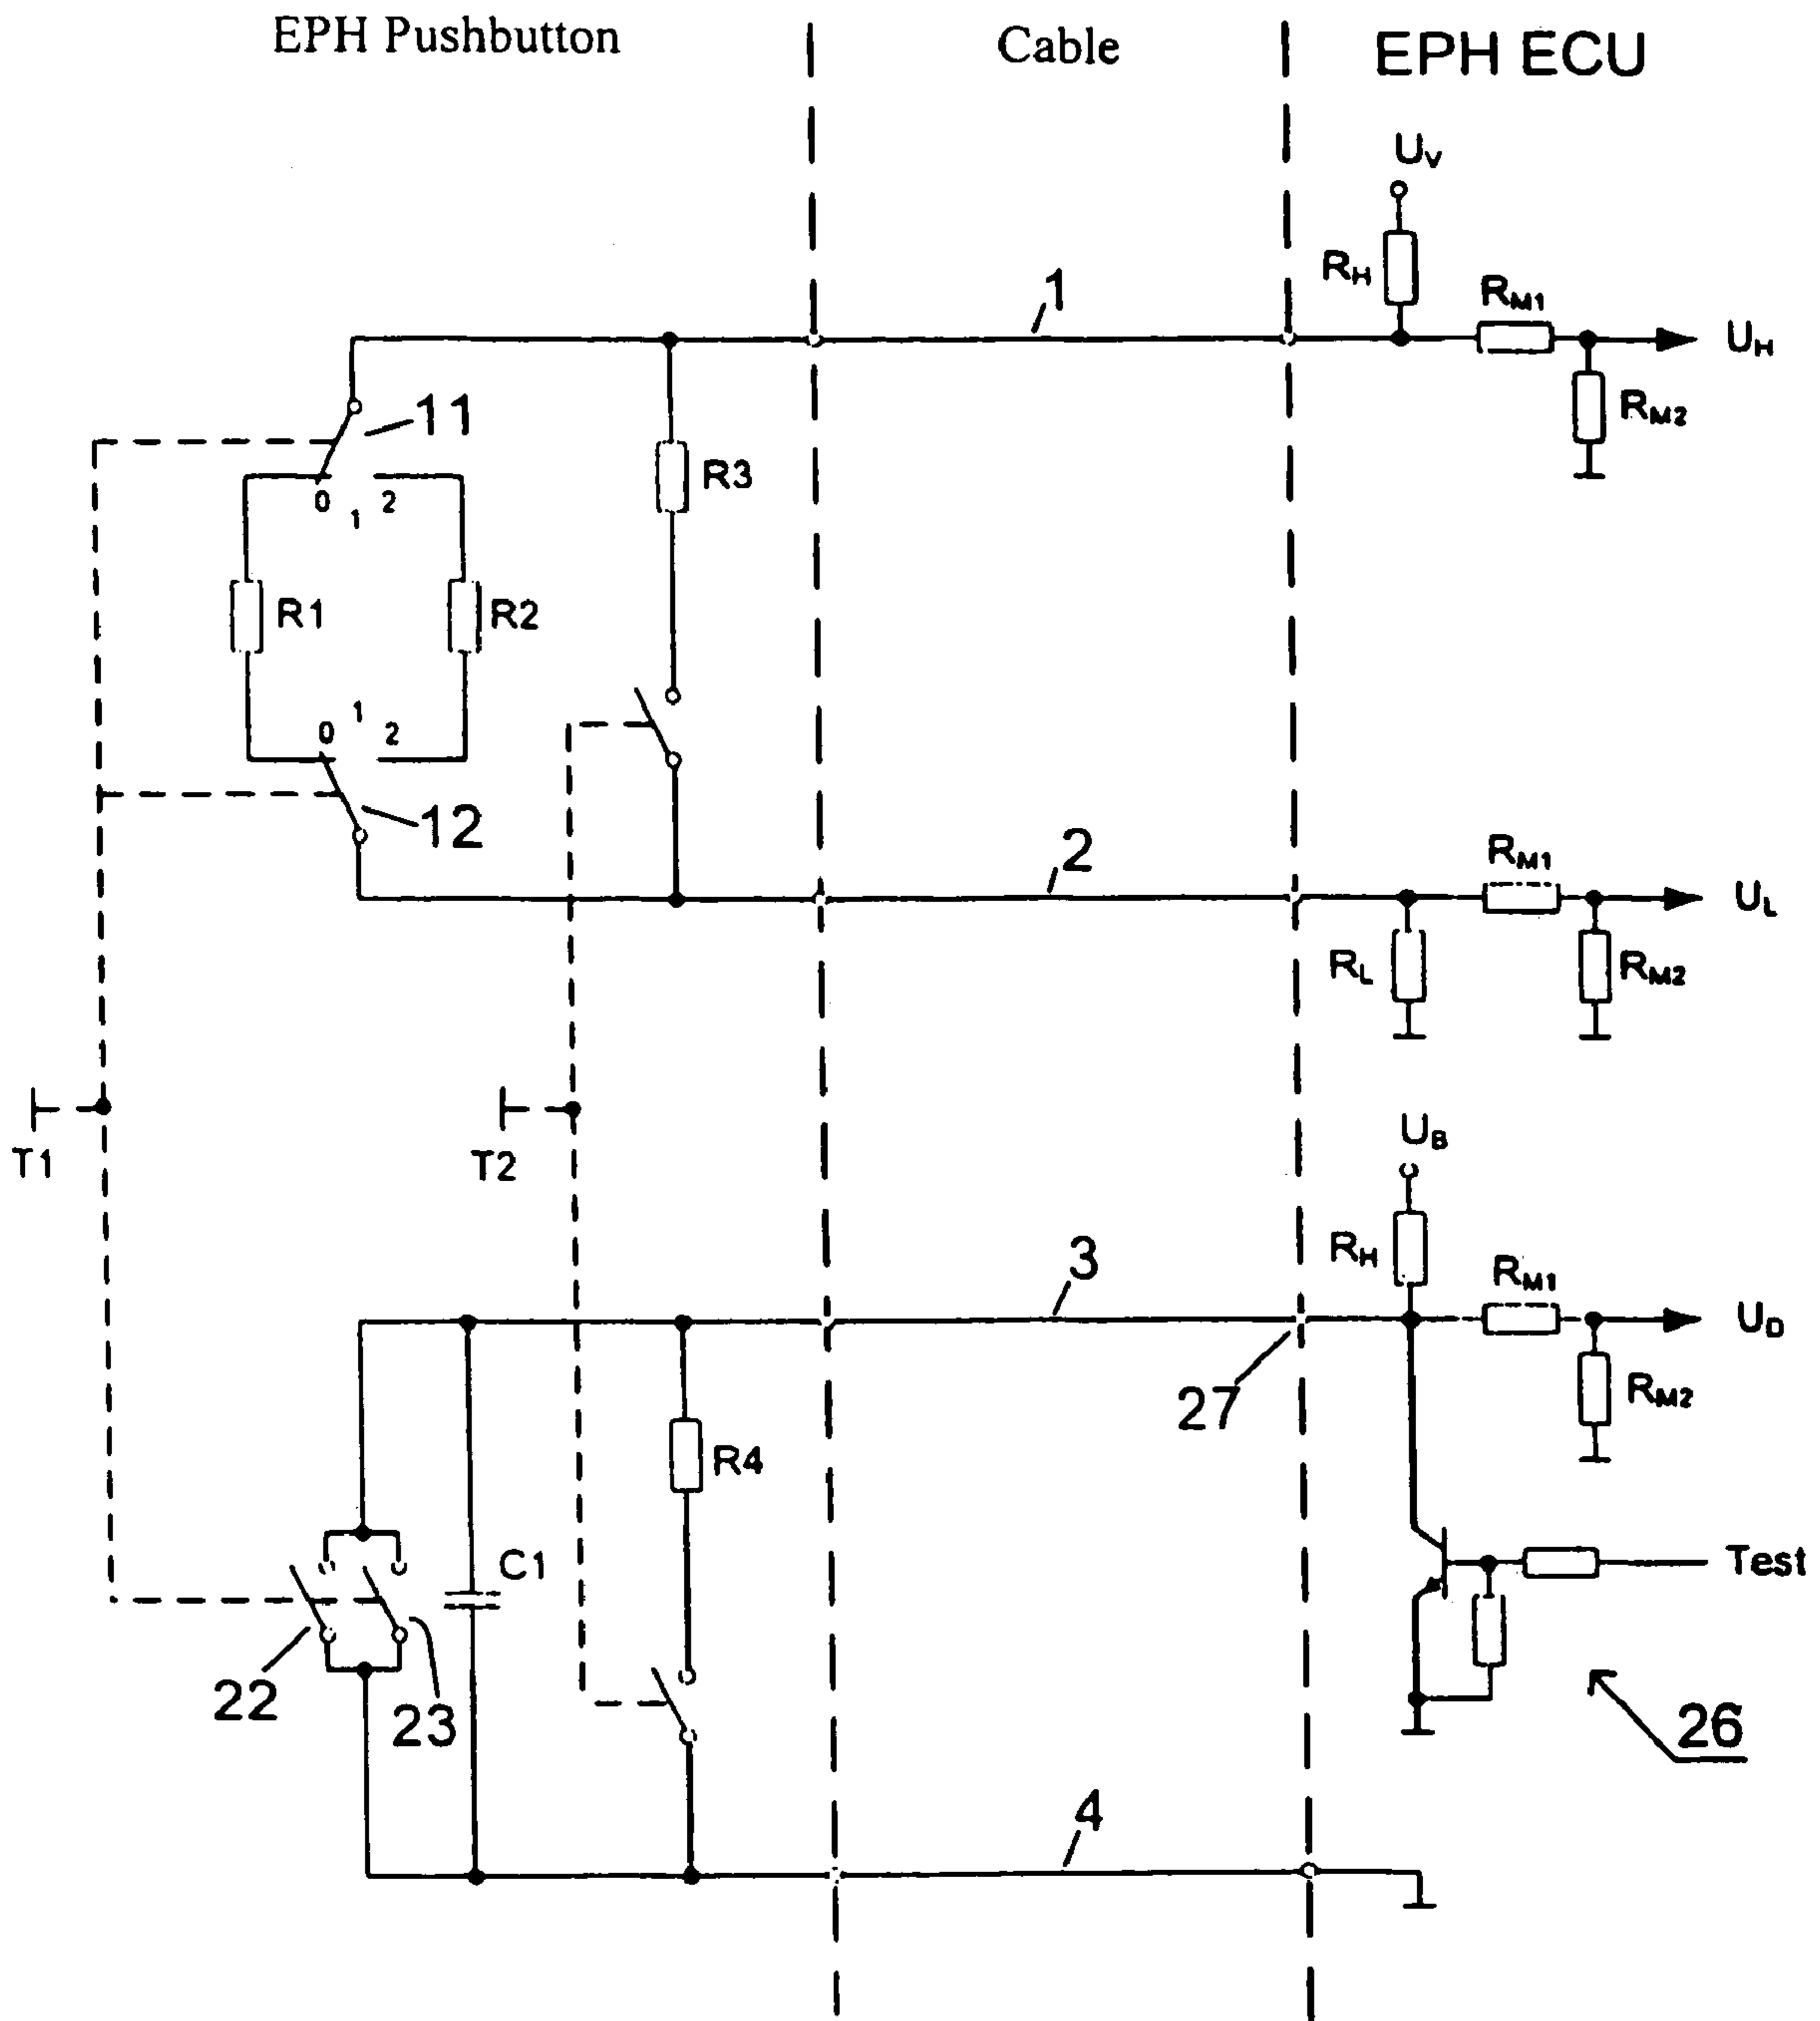 EPH Pushbutton
Cable
EPH ECU
UV
RH
RM1
1
UH
RM2
11
R3
0
1
2
R1
R2
1
0
2
12
2
RM1
UL
RL
RM2
T1
T2
UB
3
RH
RM1
UD
27
RM2
R4
C1
Test
22
23
26
4